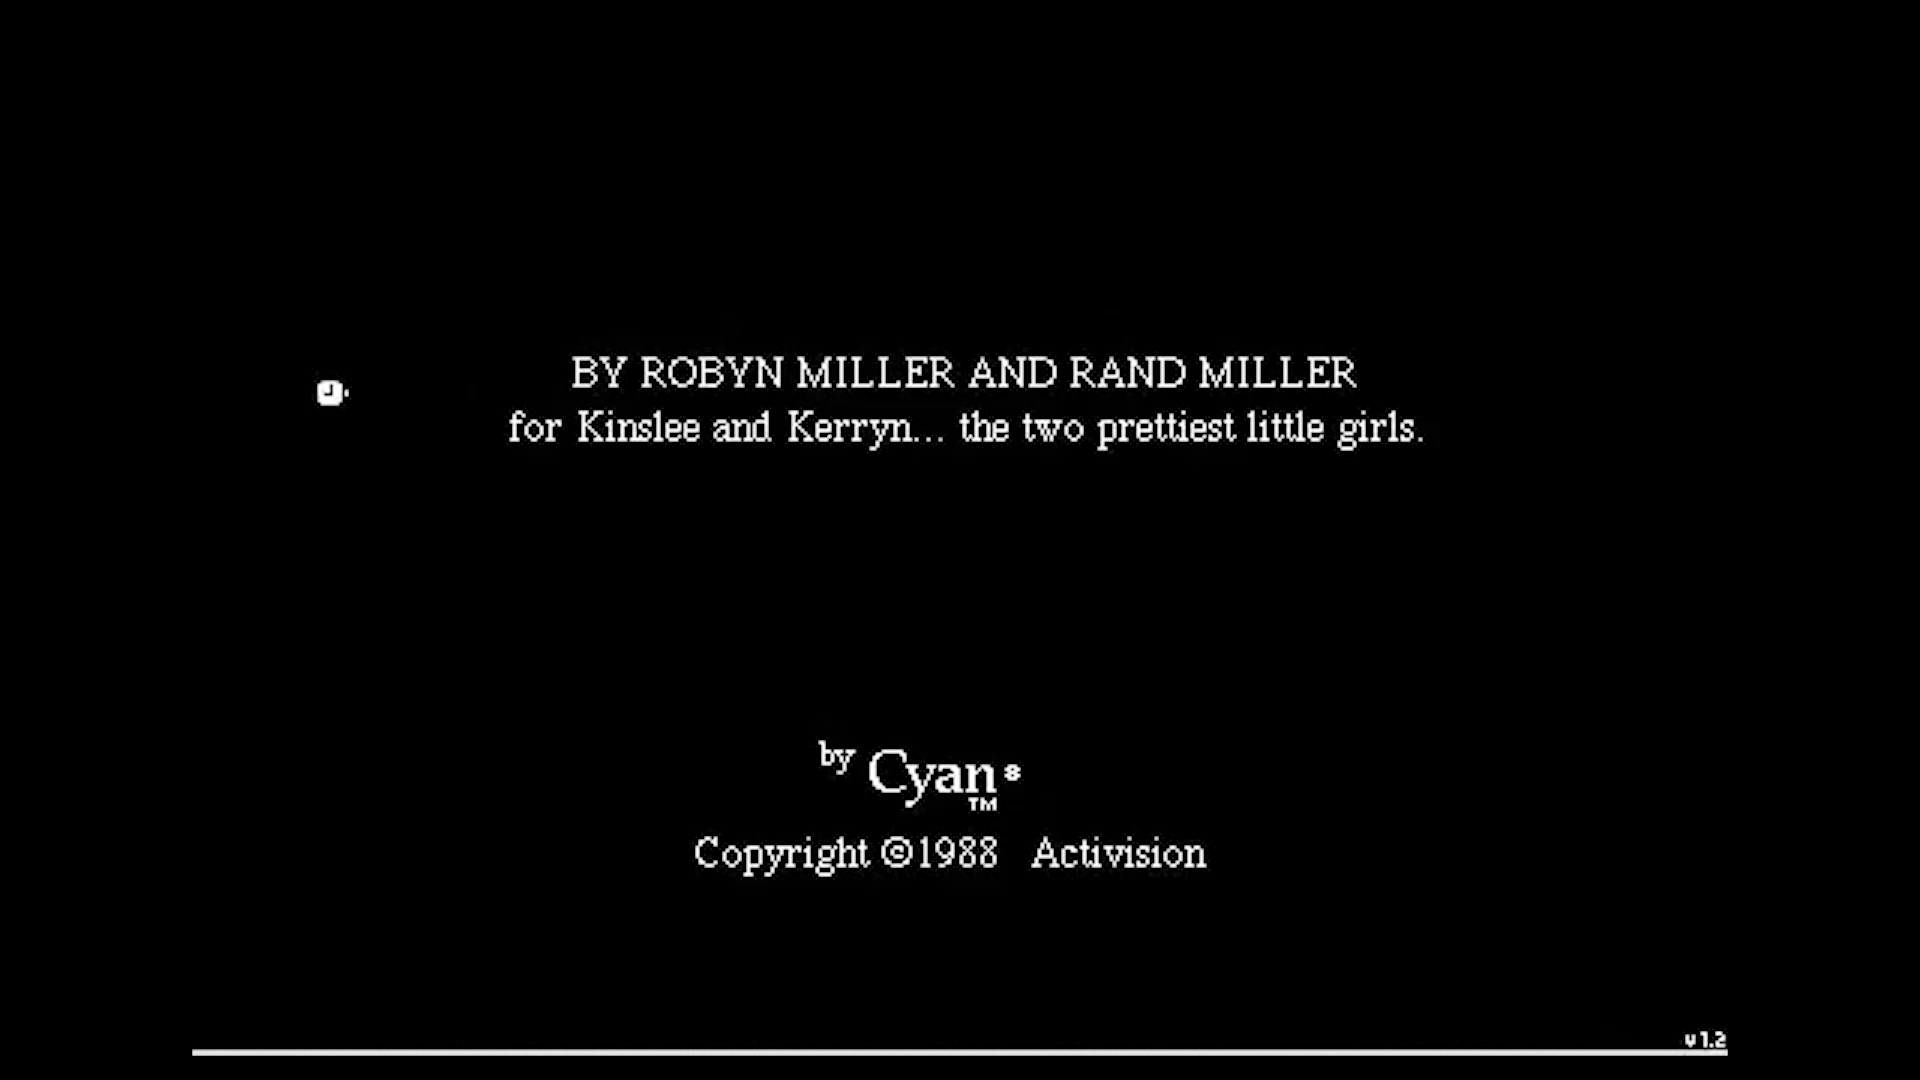 BY ROBYN MILLER AND RAND MILLER
for Kinslee and Kerryn... the two prettiest little girls.
by Cyan®
TM
Copyright ©1988 Activision
v1.2